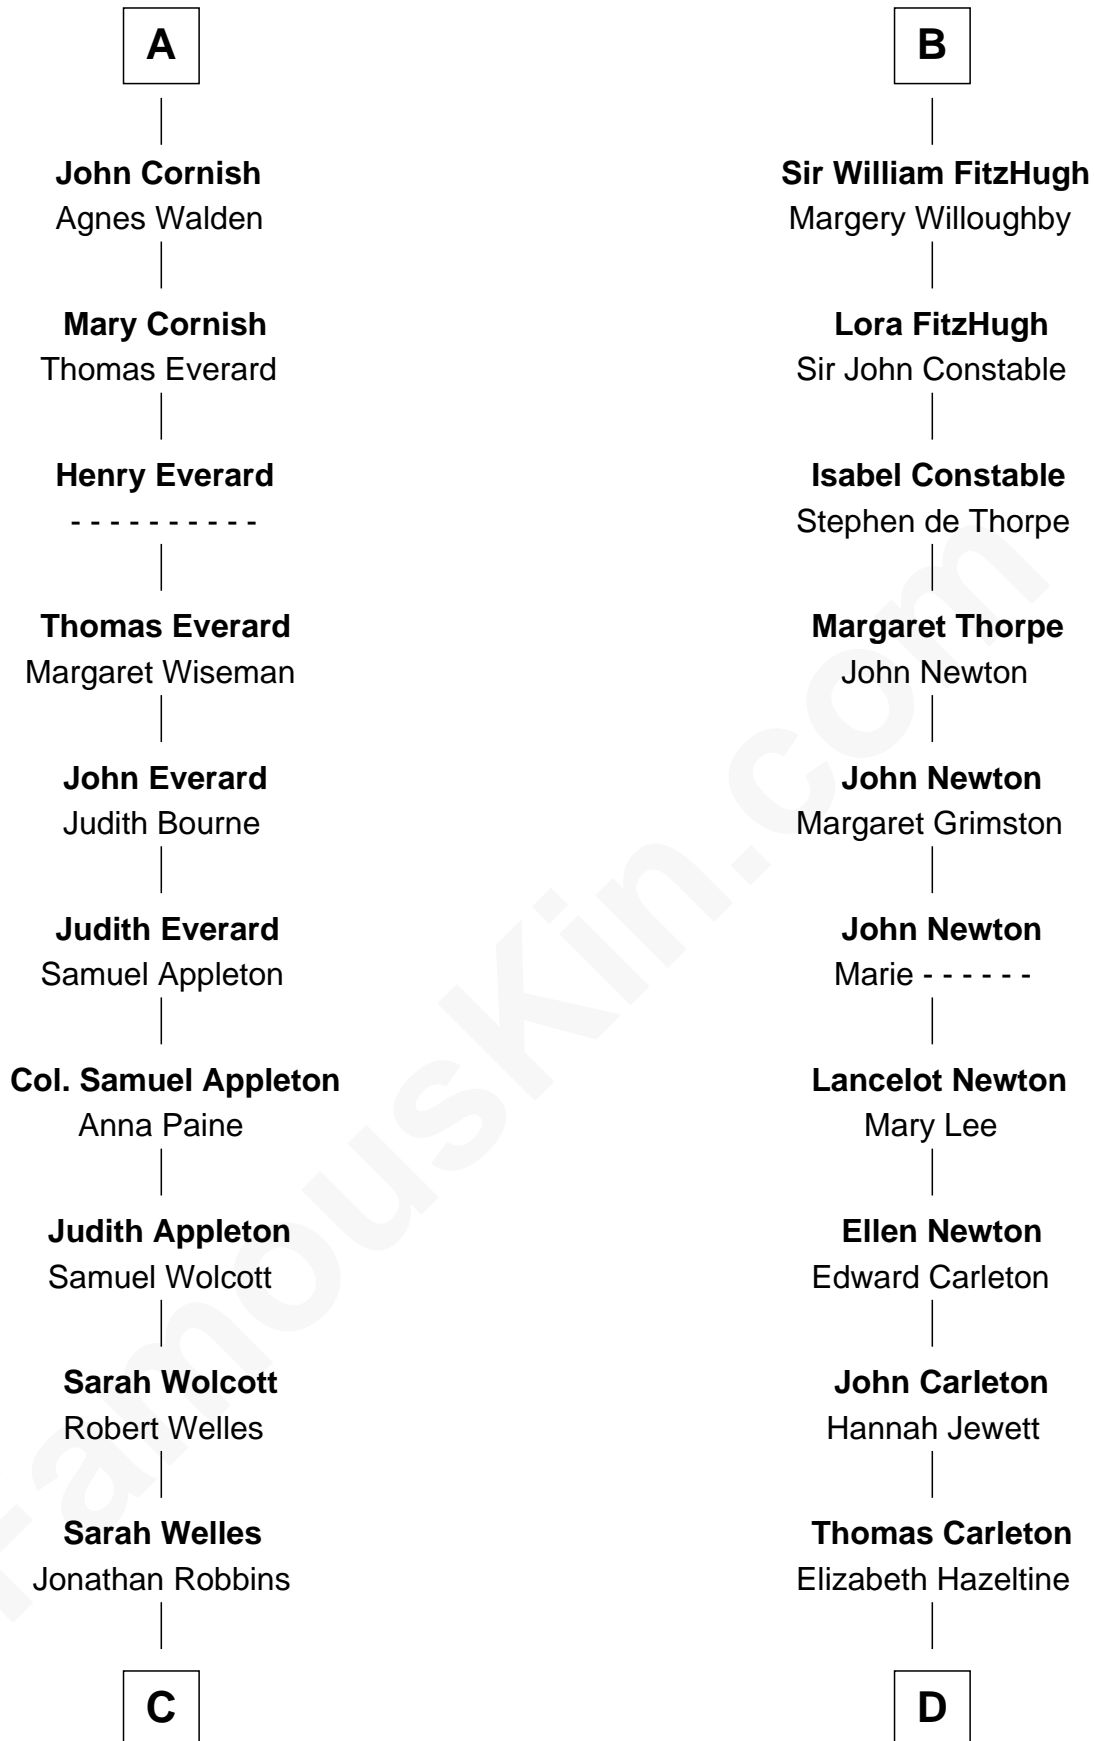 A
John Cornish
Agnes Walden
Mary Cornish
Thomas Everard
Henry Everard
- - - - - - - - - -
Thomas Everard
Margaret Wiseman
John Everard
Judith Bourne
Judith Everard
Samuel Appleton
Col. Samuel Appleton
Anna Paine
Judith Appleton
Samuel Wolcott
Sarah Wolcott
Robert Welles
Sarah Welles
Jonathan Robbins
C
B
Sir William FitzHugh
Margery Willoughby
Lora FitzHugh
Sir John Constable
Isabel Constable
Stephen de Thorpe
Margaret Thorpe
John Newton
John Newton
Margaret Grimston
John Newton
Marie - - - - - -
Lancelot Newton
Mary Lee
Ellen Newton
Edward Carleton
John Carleton
Hannah Jewett
Thomas Carleton
Elizabeth Hazeltine
D
FamousKin.com